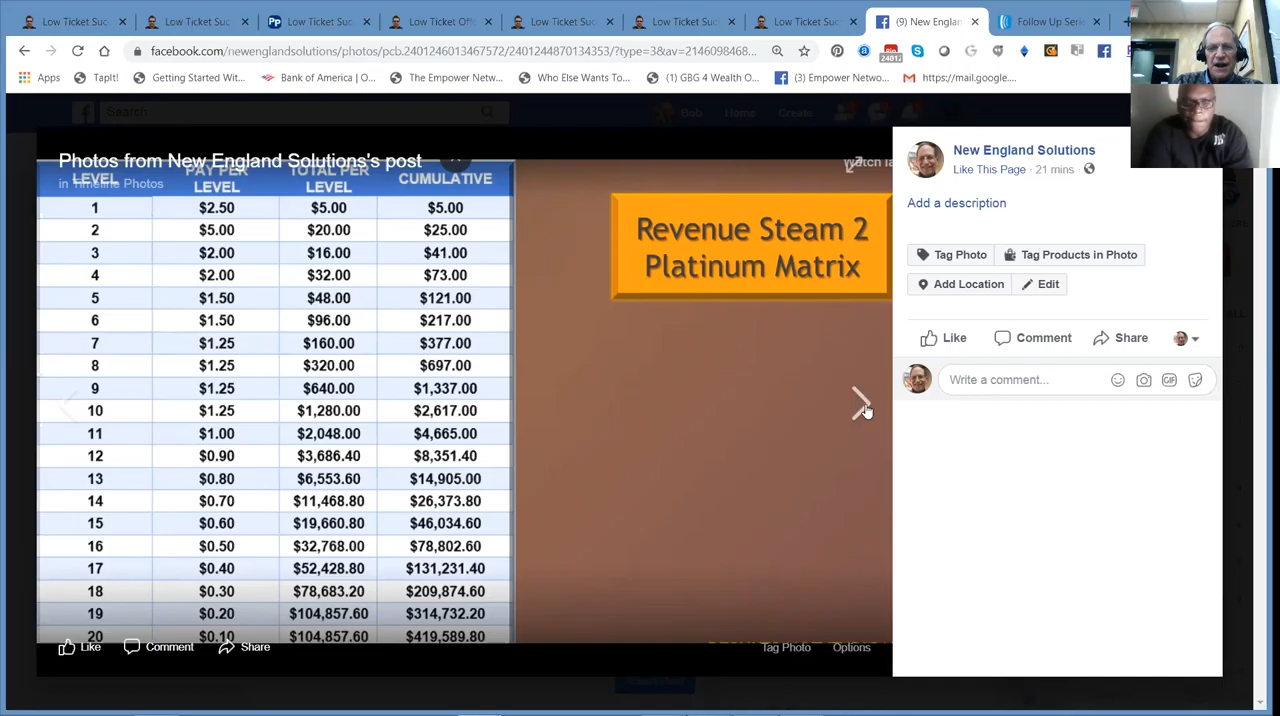 Low Ticket Suc
Low Ticket Suc
Low Ticket Suc
Low Ticket Off
Low Ticket Suc
Low Ticket Suc
Low Ticket Suc
(9) New Englan
Follow Up Serie
facebook.com/newenglandsolutions/photos/pcb.2401246013467572/2401244870134353/?type=3&av=2146098468...
Apps
TapIt!
Getting Started Wit...
Bank of America | O...
The Empower Netw...
Who Else Wants To...
(1) GBG 4 Wealth O...
(3) Empower Netwo...
https://mail.google....
Search
Bub
Home
Create
Photos from New England Solutions's post
in Timeline Photos
LEVEL PAY PER LEVEL TOTAL PER LEVEL CUMULATIVE
1 $2.50 $5.00 $5.00
2 $5.00 $20.00 $25.00
3 $2.00 $16.00 $41.00
4 $2.00 $32.00 $73.00
5 $1.50 $48.00 $121.00
6 $1.50 $96.00 $217.00
7 $1.25 $160.00 $377.00
8 $1.25 $320.00 $697.00
9 $1.25 $640.00 $1,337.00
10 $1.25 $1,280.00 $2,617.00
11 $1.00 $2,048.00 $4,665.00
12 $0.90 $3,686.40 $8,351.40
13 $0.80 $6,553.60 $14,905.00
14 $0.70 $11,468.80 $26,373.80
15 $0.60 $19,660.80 $46,034.60
16 $0.50 $32,768.00 $78,802.60
17 $0.40 $52,428.80 $131,231.40
18 $0.30 $78,683.20 $209,874.60
19 $0.20 $104,857.60 $314,732.20
20 $0.10 $104,857.60 $419,589.80
Revenue Steam 2
Platinum Matrix
Like
Comment
Share
Tag Photo
Options
New England Solutions
Like This Page · 21 mins ·
Add a description
Tag Photo
Tag Products in Photo
Add Location
Edit
Like
Comment
Share
Write a comment...
GIF